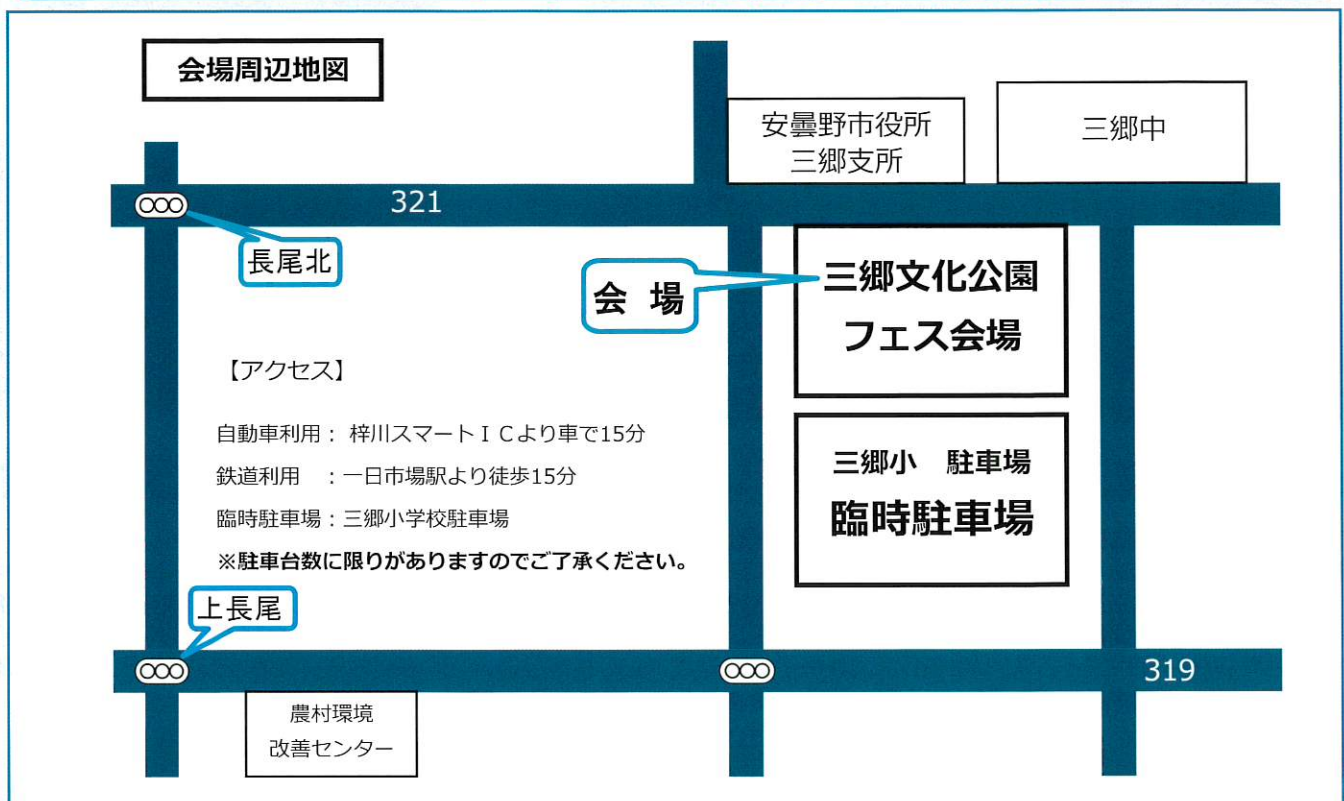 会場周辺地図
安曇野市役所
三郷支所
三郷中
321
長尾北
会 場
三郷文化公園
フェス会場
【アクセス】
自動車利用： 梓川スマートＩＣより車で15分
鉄道利用　：一日市場駅より徒歩15分
臨時駐車場：三郷小学校駐車場
※駐車台数に限りがありますのでご了承ください。
三郷小　駐車場
臨時駐車場
上長尾
319
農村環境
改善センター